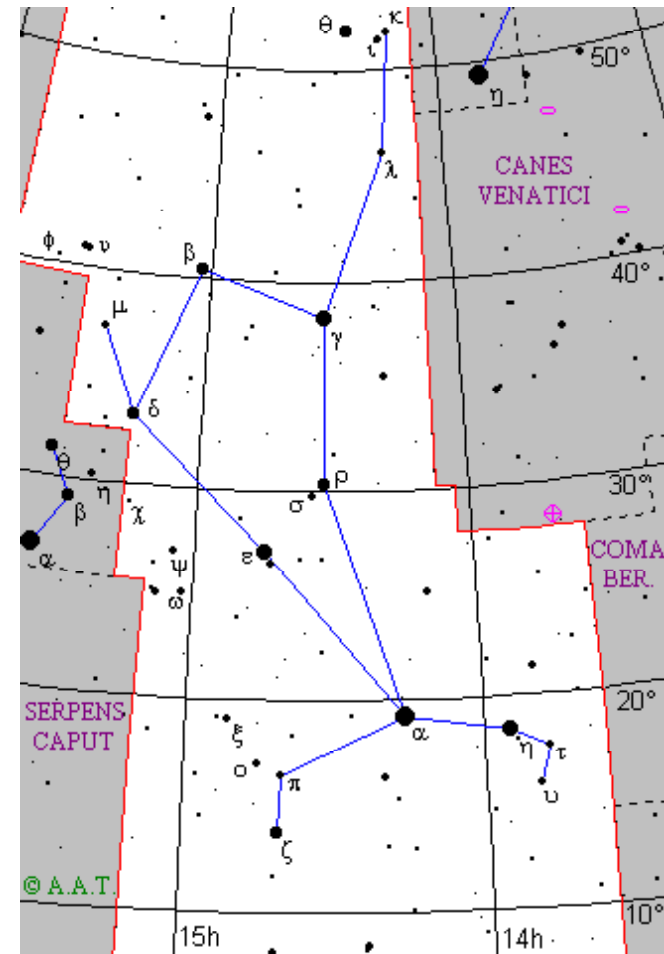 θ
κ
ι
50°
η
CANES
VENATICI
λ
φ
υ
β
40°
μ
γ
δ
θ
η
ρ
30°
β
χ
σ
α
ψ
ε
COMA
BER.
ω
20°
SERPENS
CAPUT
ξ
α
η
τ
ο
π
υ
ζ
© A.A.T.
10°
15h
14h